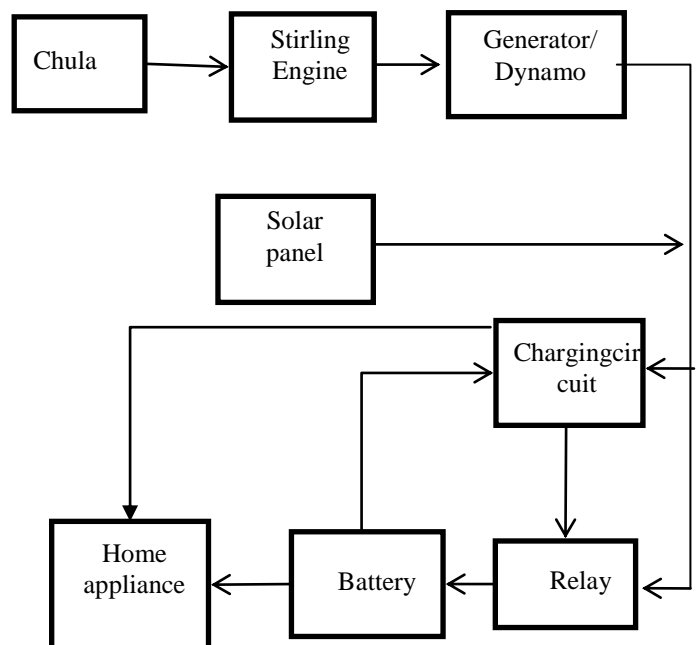 Chula
Stirling
Engine
Generator/
Dynamo
Solar
panel
Chargingcir
cuit
Home
appliance
Battery
Relay